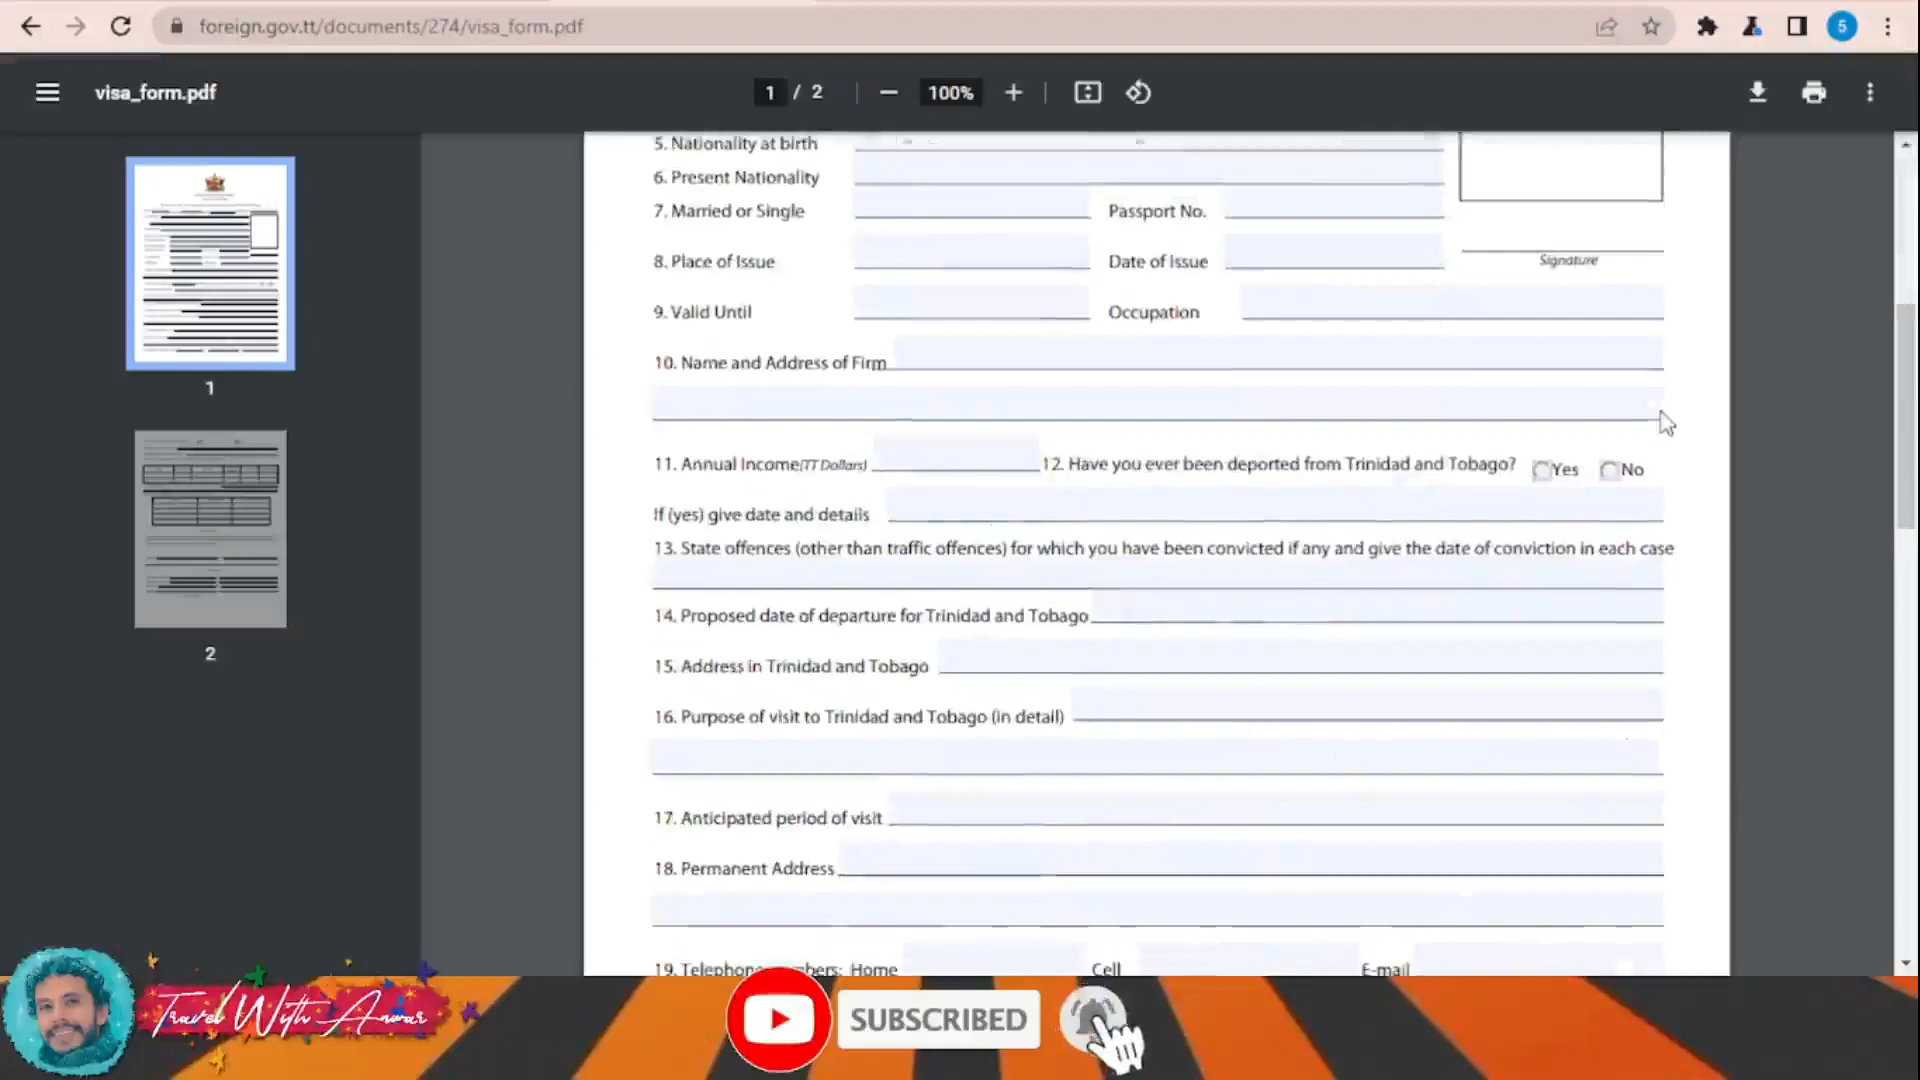 foreign.gov.tt/documents/274/visa_form.pdf
5
visa_form.pdf
1 / 2
100%
5. Nationality at birth
6. Present Nationality
7. Married or Single
Passport No.
8. Place of Issue
Date of Issue
Signature
9. Valid Until
Occupation
10. Name and Address of Firm
11. Annual Income(TT Dollars)
12. Have you ever been deported from Trinidad and Tobago?
Yes
No
If (yes) give date and details
13. State offences (other than traffic offences) for which you have been convicted if any and give the date of conviction in each case
14. Proposed date of departure for Trinidad and Tobago
15. Address in Trinidad and Tobago
16. Purpose of visit to Trinidad and Tobago (in detail)
17. Anticipated period of visit
18. Permanent Address
19. Telephone
Home
Cell
E-mail
1
2
Travel With Anwar
SUBSCRIBED